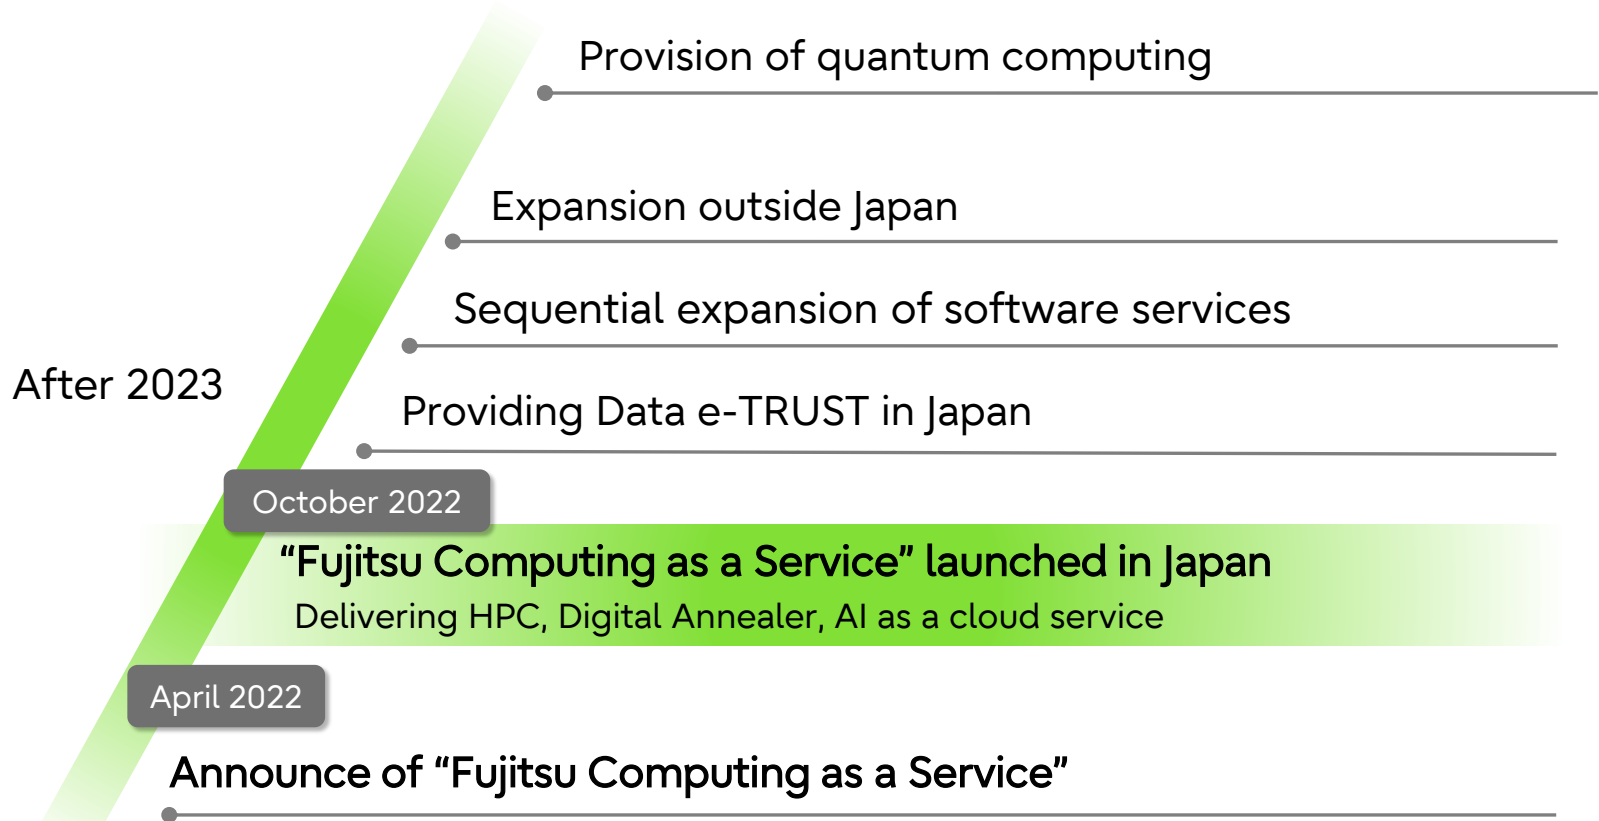 Provision of quantum computing
Expansion outside Japan
Sequential expansion of software services
After 2023
Providing Data e-TRUST in Japan
October 2022
“Fujitsu Computing as a Service” launched in Japan
Delivering HPC, Digital Annealer, AI as a cloud service
April 2022
Announce of “Fujitsu Computing as a Service”